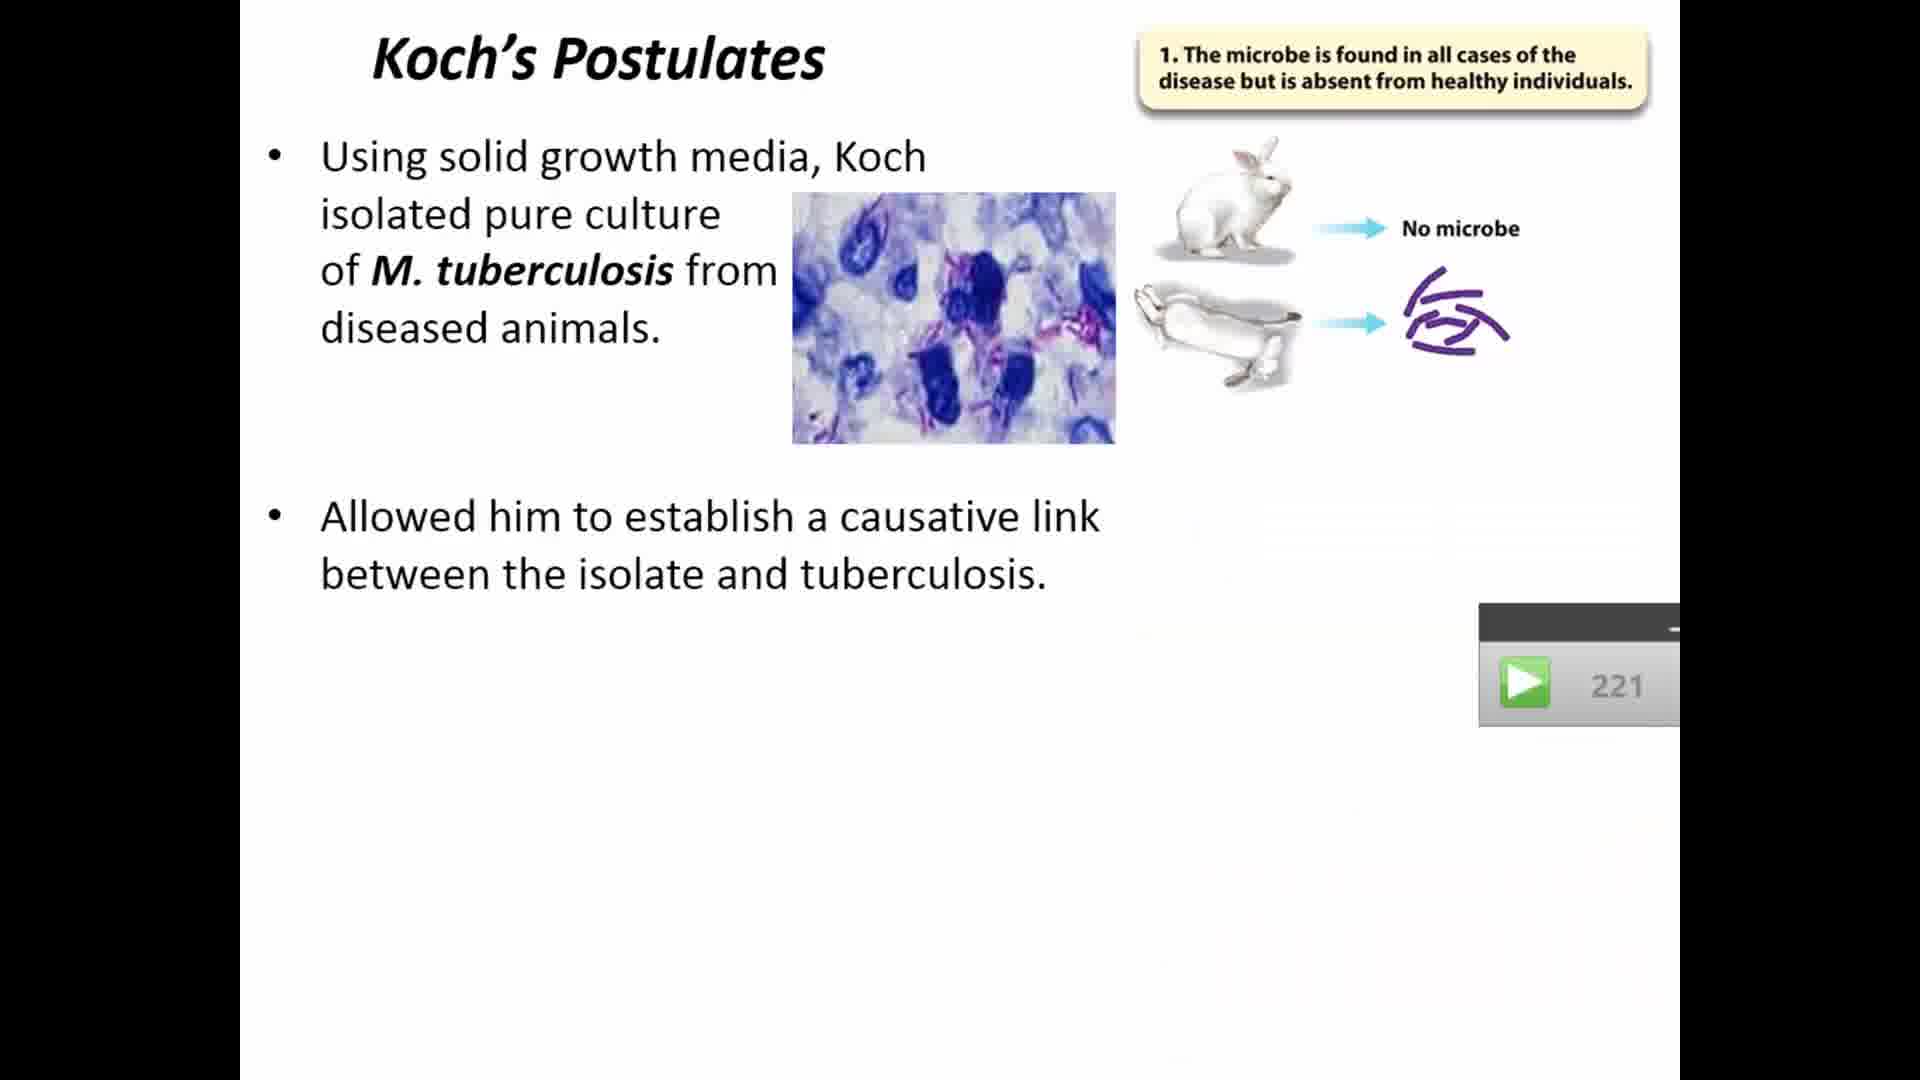 Koch's Postulates
• Using solid growth media, Koch
isolated pure culture
of M. tuberculosis from
diseased animals.
• Allowed him to establish a causative link
between the isolate and tuberculosis.
1. The microbe is found in all cases of the
disease but is absent from healthy individuals.
No microbe
221